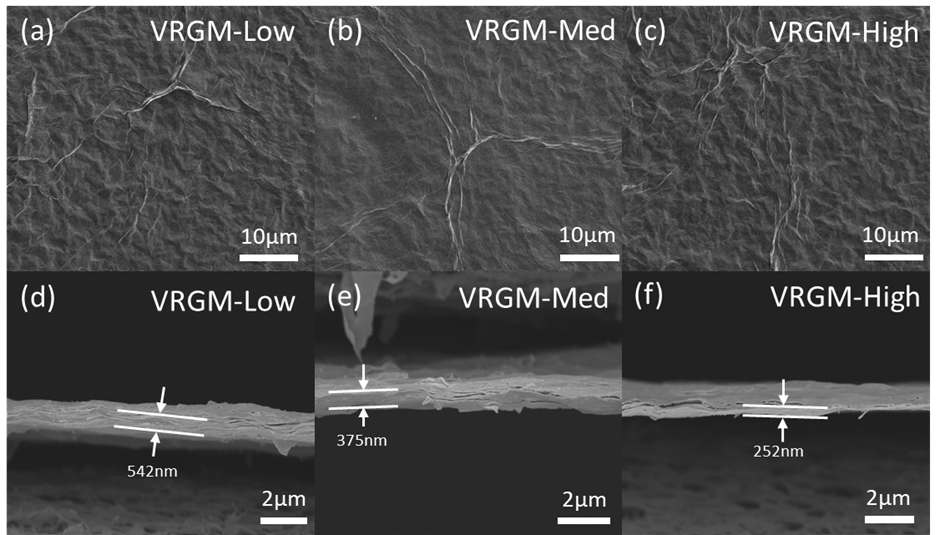 (a) VRGM-Low
(b) VRGM-Med
(c) VRGM-High
10μm
10μm
10μm
(d) VRGM-Low
(e) VRGM-Med
(f) VRGM-High
542nm
375nm
252nm
2μm
2μm
2μm